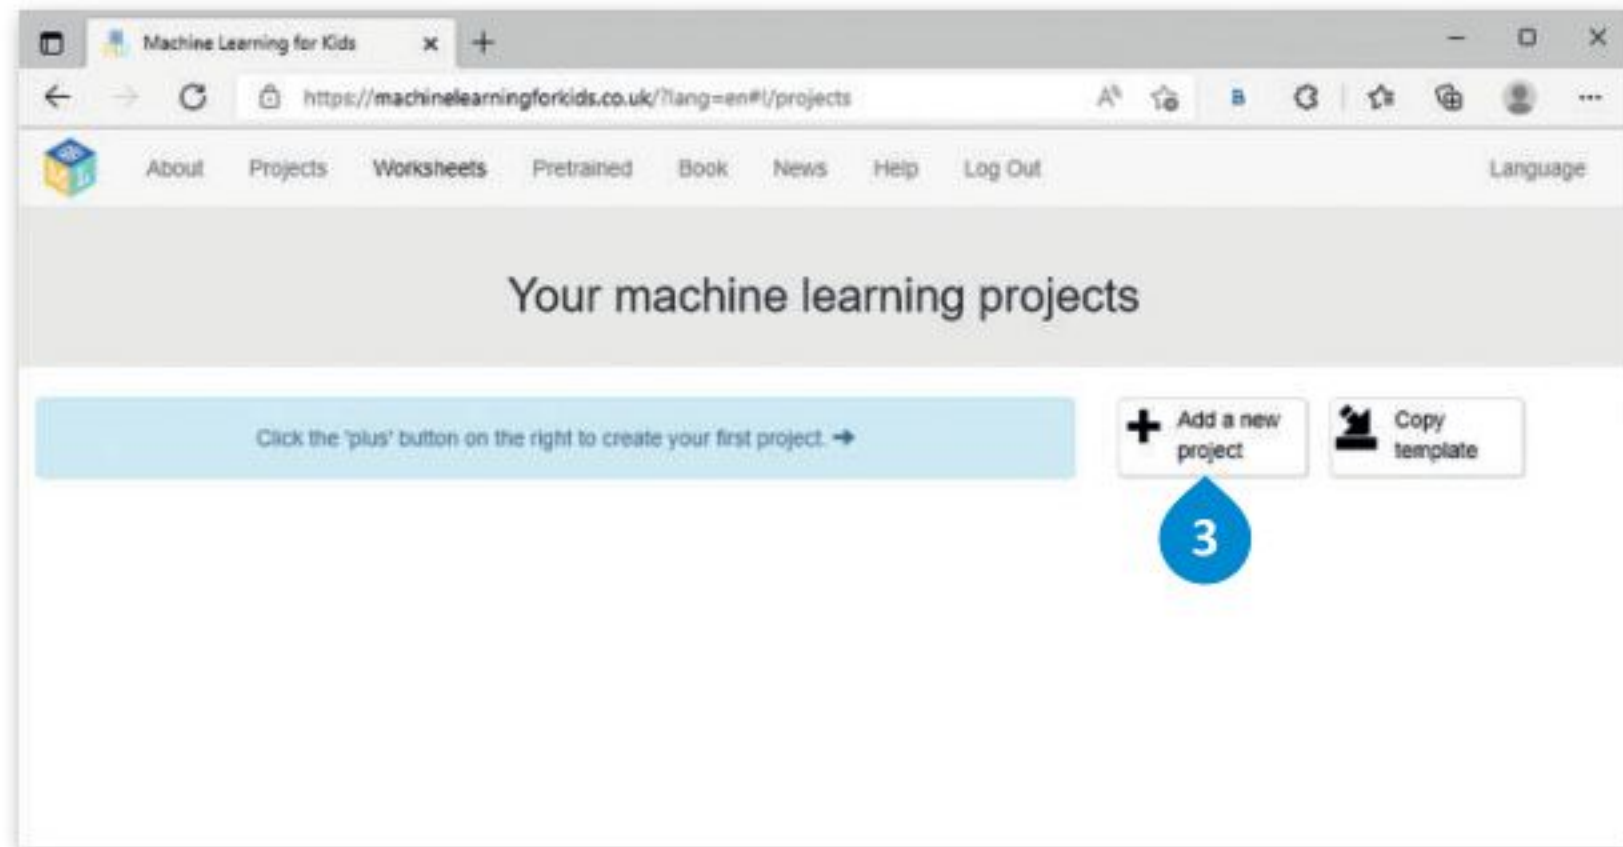 Machine Learning for Kids
https://machinelearningforkids.co.uk/?lang=en#!/projects
About Projects Worksheets Pretrained Book News Help Log Out Language
Your machine learning projects
Click the 'plus' button on the right to create your first project.
Add a new
project
Copy
template
3